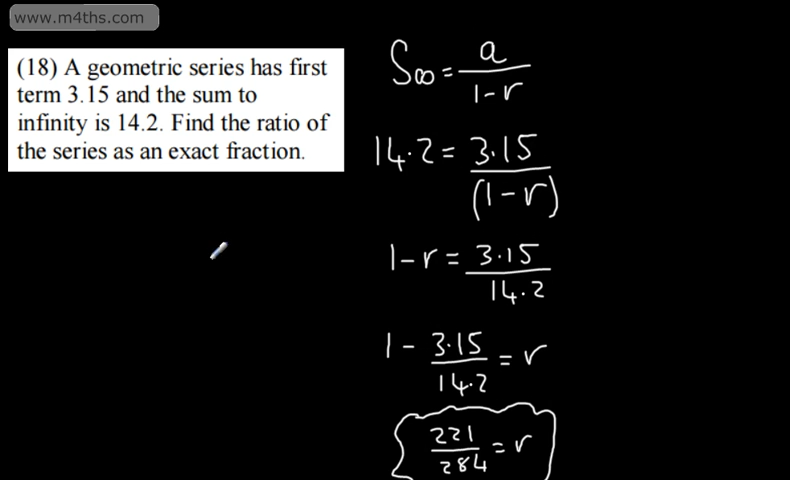 www.m4ths.com
(18) A geometric series has first
term 3.15 and the sum to
infinity is 14.2. Find the ratio of
the series as an exact fraction.
S∞ = a / 1-r
14.2 = 3.15 / (1-r)
1-r = 3.15 / 14.2
1 - 3.15 / 14.2 = r
221 / 284 = r